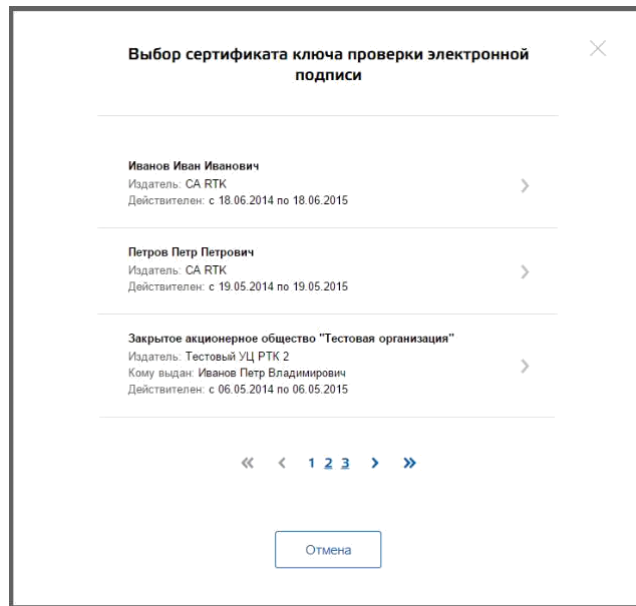 Выбор сертификата ключа проверки электронной
подписи
Иванов Иван Иванович
Издатель: CA RTK
Действителен: с 18.06.2014 по 18.06.2015
Петров Петр Петрович
Издатель: CA RTK
Действителен: с 19.05.2014 по 19.05.2015
Закрытое акционерное общество "Тестовая организация"
Издатель: Тестовый УЦ РТК 2
Кому выдан: Иванов Петр Владимирович
Действителен: с 06.05.2014 по 06.05.2015
« ‹ 1 2 3 › »
Отмена